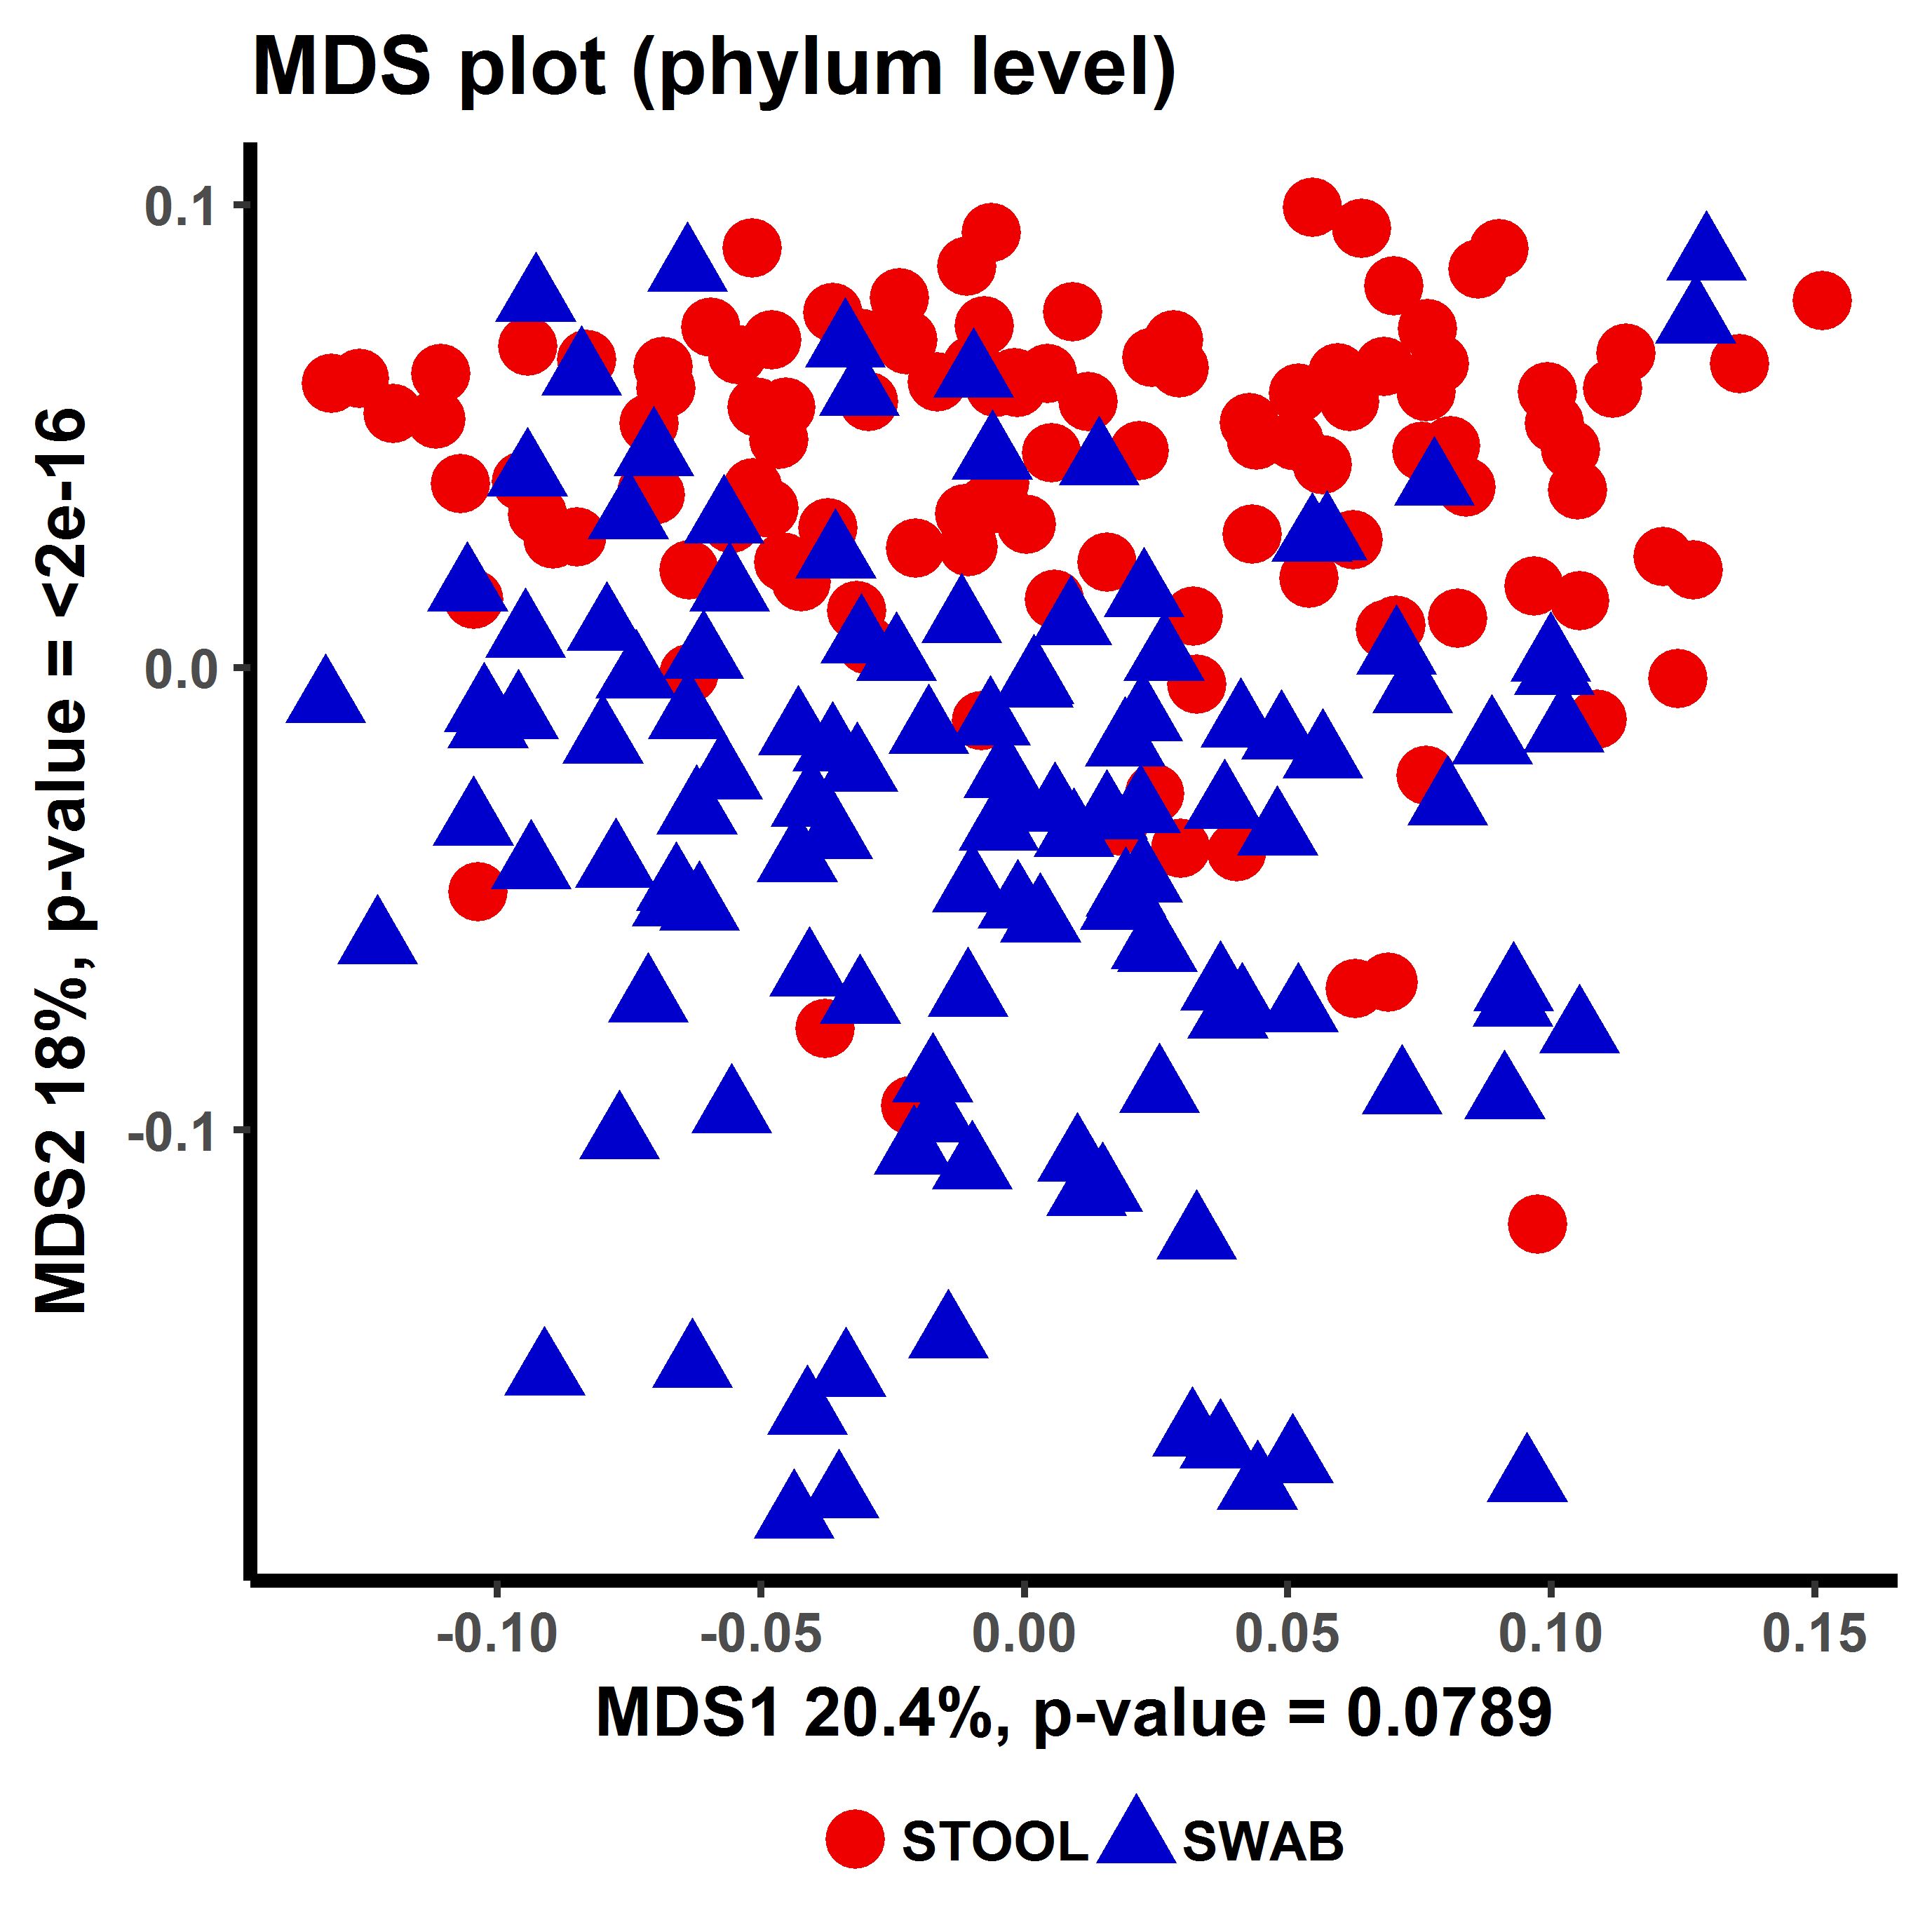 MDS plot (phylum level)
MDS2 18%, p-value = <2e-16
0.1
0.0
-0.1
-0.10 -0.05 0.00 0.05 0.10 0.15
MDS1 20.4%, p-value = 0.0789
STOOL SWAB